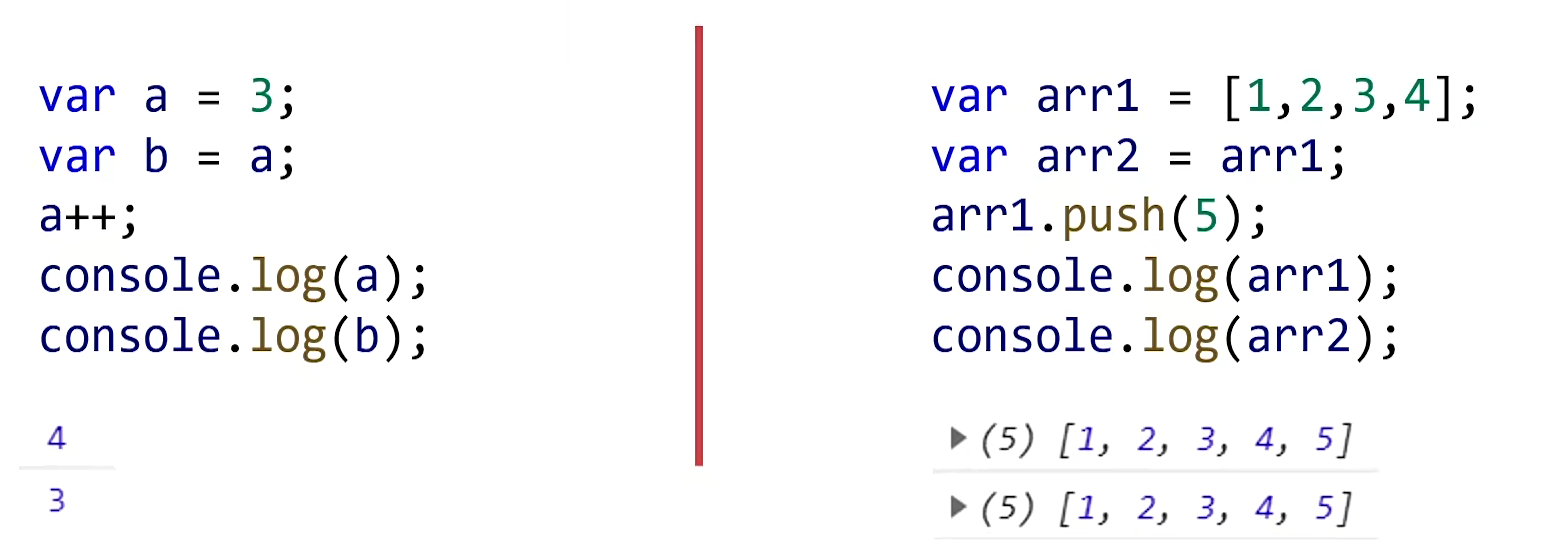 var a = 3;
var b = a;
a++;
console.log(a);
console.log(b);
4
3
var arr1 = [1,2,3,4];
var arr2 = arr1;
arr1.push(5);
console.log(arr1);
console.log(arr2);
▶ (5) [1, 2, 3, 4, 5]
▶ (5) [1, 2, 3, 4, 5]